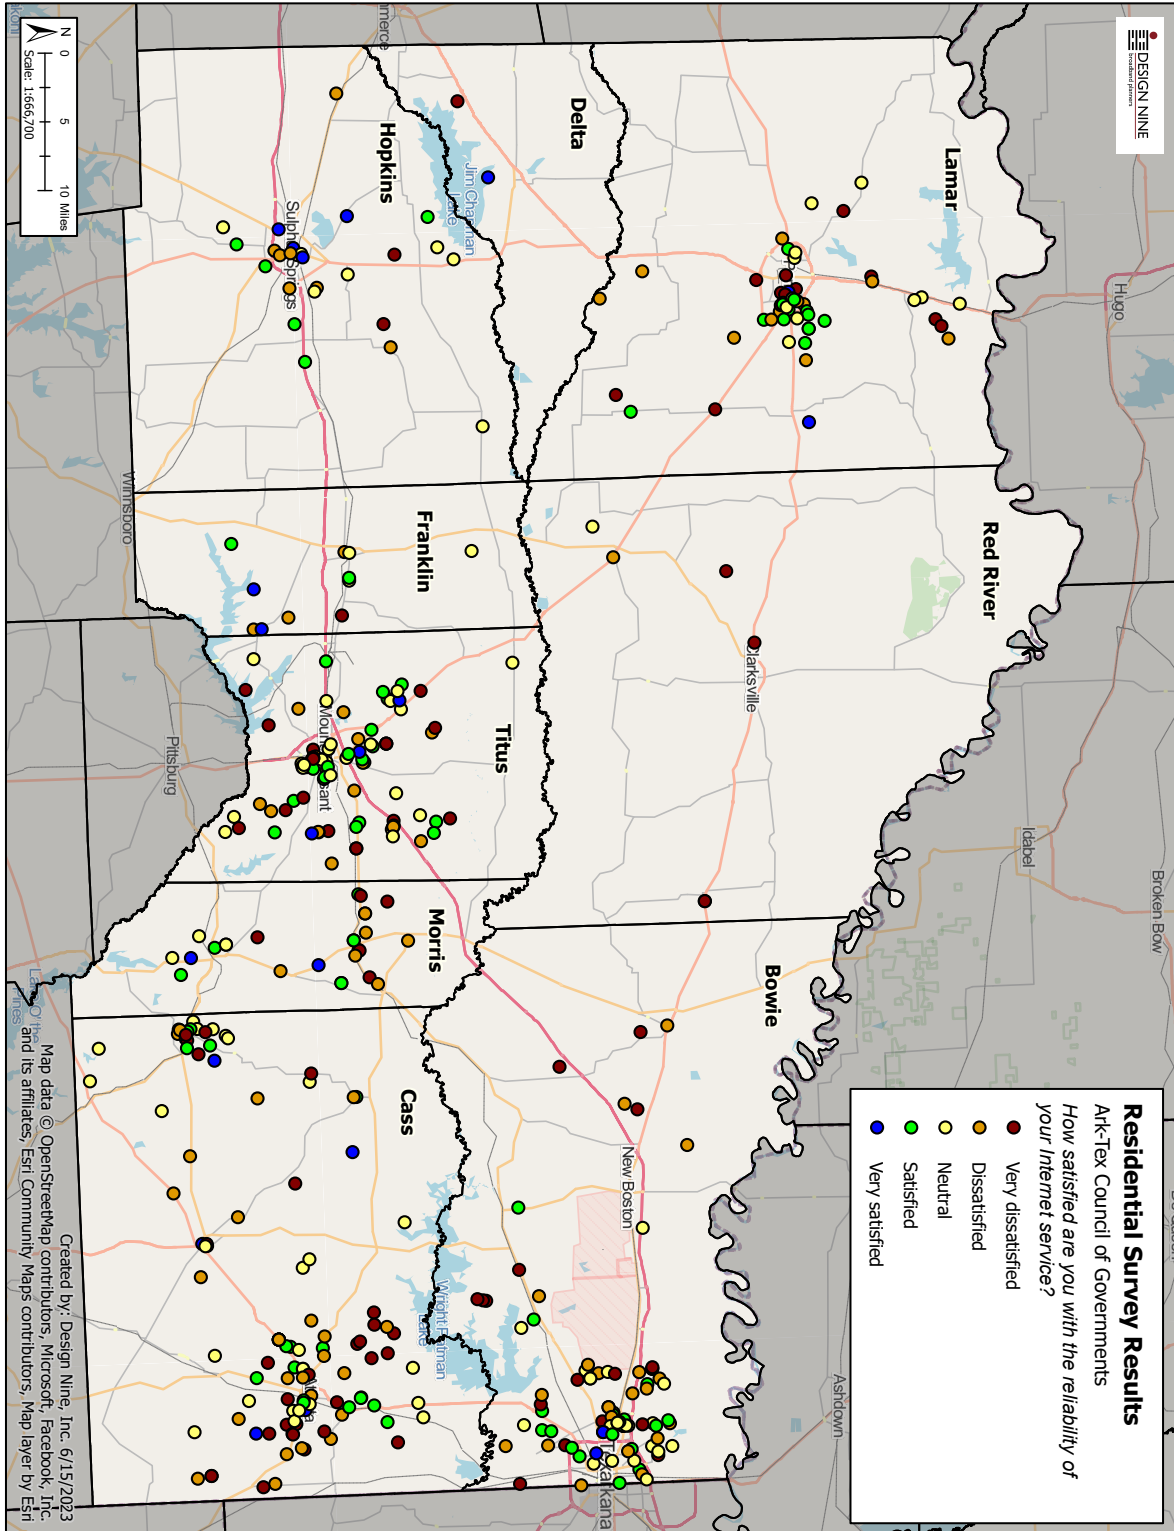 DESIGN NINE
broadband planners
Residential Survey Results
Ark-Tex Council of Governments
How satisfied are you with the reliability of
your Internet service?
Very dissatisfied
Dissatisfied
Neutral
Satisfied
Very satisfied
Hugo
Idabel
Broken Bow
Ashdown
Lamar
Red River
Bowie
Delta
Clarksville
New Boston
Texarkana
Hopkins
Jim Chapman
Lake
Franklin
Titus
Morris
Cass
Wright Patman
Lake
Sulphur Springs
Winnsboro
Pittsburg
N
0
5
10 Miles
Scale: 1:666,700
Created by: Design Nine, Inc. 6/15/2023
Map data © OpenStreetMap contributors, Microsoft, Facebook, Inc.
and its affiliates, Esri Community Maps contributors, Map layer by Esri